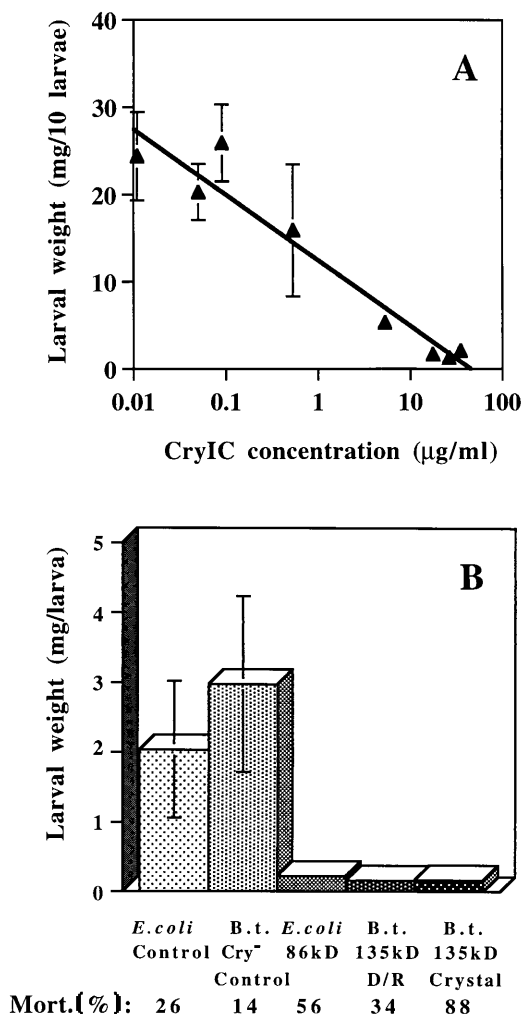 40
A
30
20
10
0
Larval weight (mg/10 larvae)
0.01 0.1 1 10 100
CryIC concentration (µg/ml)
5
B
4
3
2
1
0
Larval weight (mg/larva)
E.coli B.t. E.coli B.t. B.t.
Control Cry⁻ 86kD 135kD 135kD
Control D/R Crystal
Mort.(%): 26 14 56 34 88